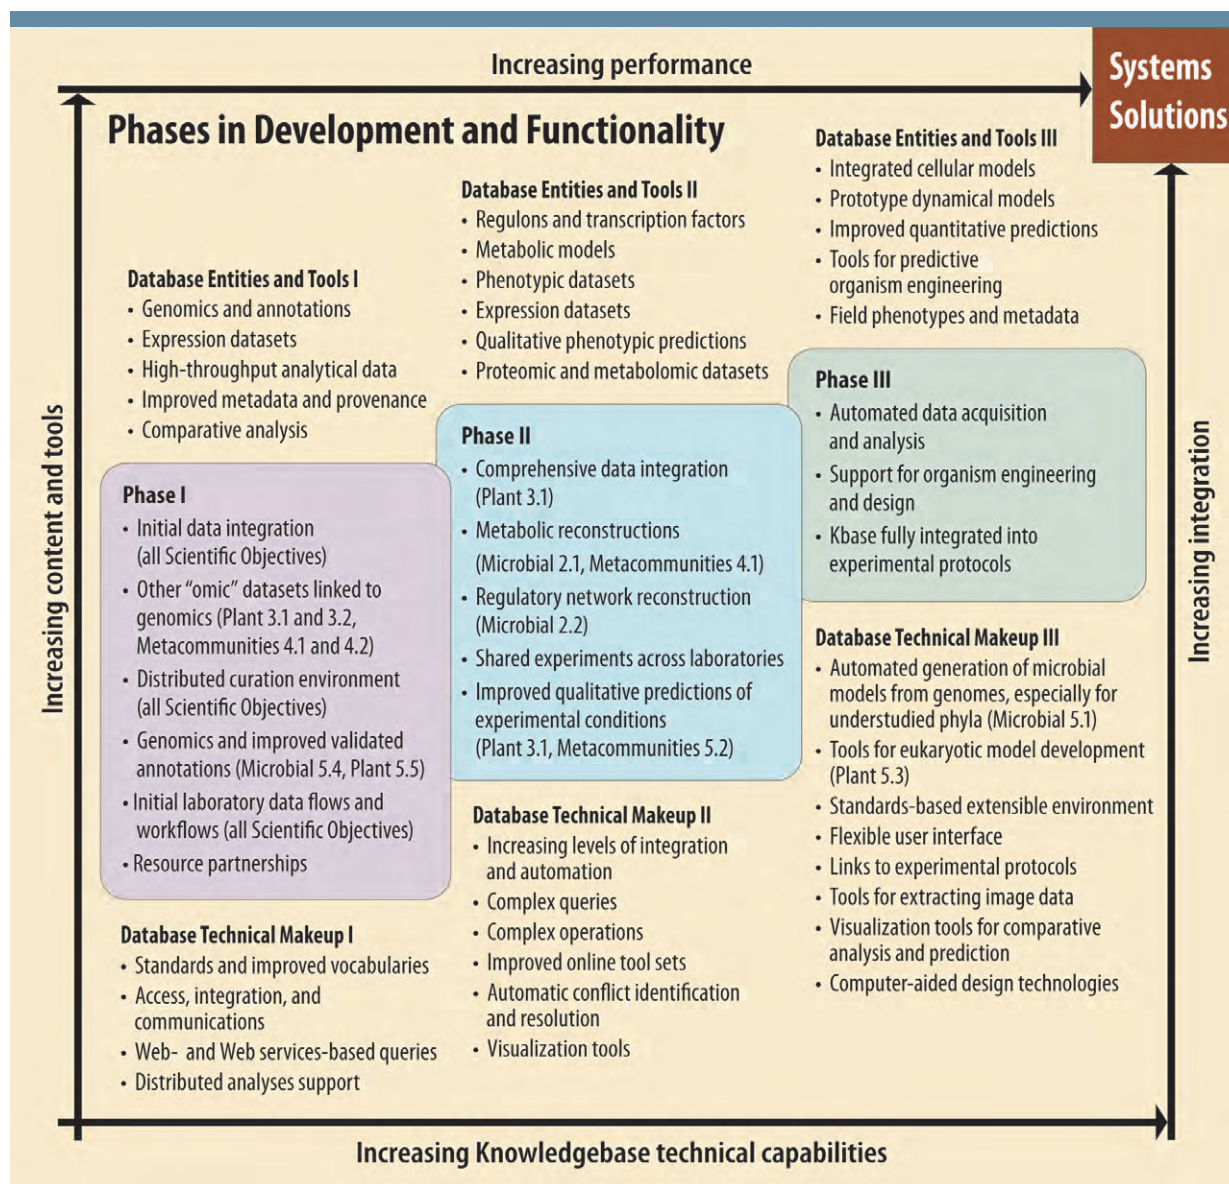 Increasing performance
Systems
Solutions
Phases in Development and Functionality
Increasing content and tools
Database Entities and Tools I
• Genomics and annotations
• Expression datasets
• High-throughput analytical data
• Improved metadata and provenance
• Comparative analysis
Phase I
• Initial data integration
(all Scientific Objectives)
• Other “omic” datasets linked to
genomics (Plant 3.1 and 3.2,
Metacommunities 4.1 and 4.2)
• Distributed curation environment
(all Scientific Objectives)
• Genomics and improved validated
annotations (Microbial 5.4, Plant 5.5)
• Initial laboratory data flows and
workflows (all Scientific Objectives)
• Resource partnerships
Database Technical Makeup I
• Standards and improved vocabularies
• Access, integration, and
communications
• Web- and Web services-based queries
• Distributed analyses support
Database Entities and Tools II
• Regulons and transcription factors
• Metabolic models
• Phenotypic datasets
• Expression datasets
• Qualitative phenotypic predictions
• Proteomic and metabolomic datasets
Phase II
• Comprehensive data integration
(Plant 3.1)
• Metabolic reconstructions
(Microbial 2.1, Metacommunities 4.1)
• Regulatory network reconstruction
(Microbial 2.2)
• Shared experiments across laboratories
• Improved qualitative predictions of
experimental conditions
(Plant 3.1, Metacommunities 5.2)
Database Technical Makeup II
• Increasing levels of integration
and automation
• Complex queries
• Complex operations
• Improved online tool sets
• Automatic conflict identification
and resolution
• Visualization tools
Database Entities and Tools III
• Integrated cellular models
• Prototype dynamical models
• Improved quantitative predictions
• Tools for predictive
organism engineering
• Field phenotypes and metadata
Phase III
• Automated data acquisition
and analysis
• Support for organism engineering
and design
• Kbase fully integrated into
experimental protocols
Database Technical Makeup III
• Automated generation of microbial
models from genomes, especially for
understudied phyla (Microbial 5.1)
• Tools for eukaryotic model development
(Plant 5.3)
• Standards-based extensible environment
• Flexible user interface
• Links to experimental protocols
• Tools for extracting image data
• Visualization tools for comparative
analysis and prediction
• Computer-aided design technologies
Increasing integration
Increasing Knowledgebase technical capabilities